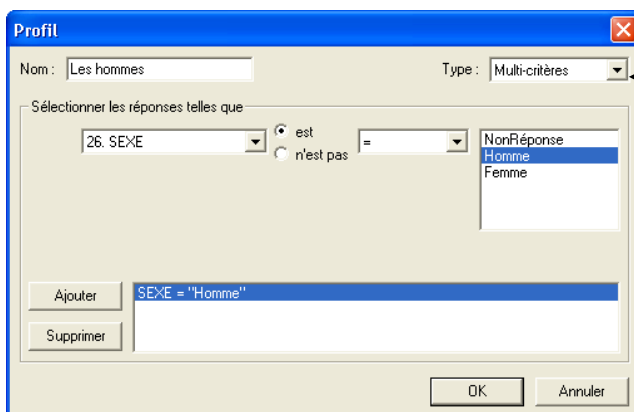 Profil
Nom : Les hommes Type : Multi-critères
Sélectionner les réponses telles que
26. SEXE est = NonRéponse
n'est pas Homme
Femme
Ajouter SEXE = "Homme"
Supprimer
OK Annuler